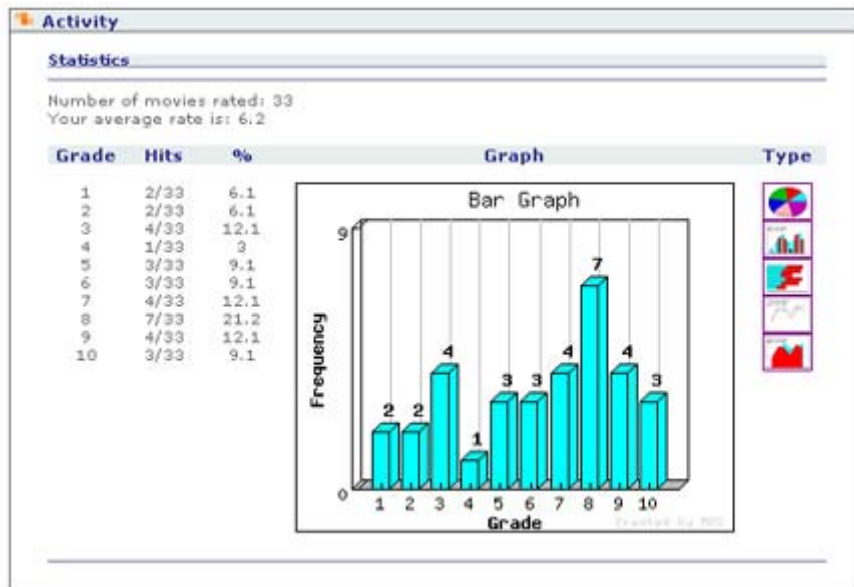 Activity
Statistics
Number of movies rated: 33
Your average rate is: 6.2
Grade Hits % Graph Type
1 2/33 6.1
2 2/33 6.1
3 4/33 12.1
4 1/33 3
5 3/33 9.1
6 3/33 9.1
7 4/33 12.1
8 7/33 21.2
9 4/33 12.1
10 3/33 9.1
Bar Graph
9
Frequency
2 2 4 1 3 3 4 7 4 3
0
1 2 3 4 5 6 7 8 9 10
Grade
Created by